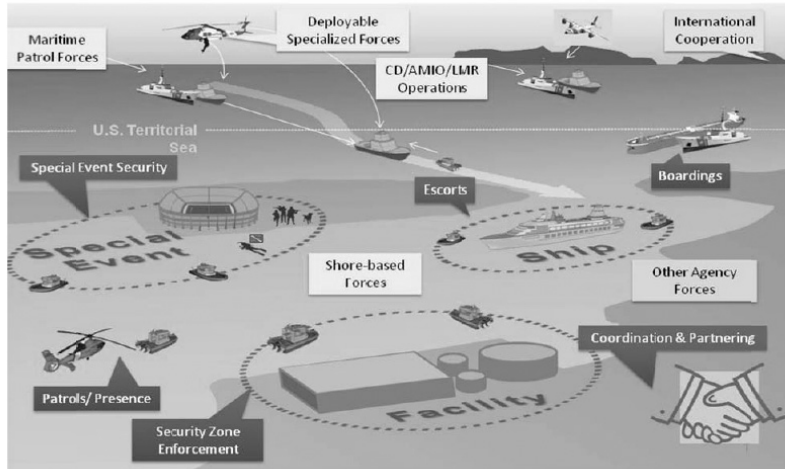 Maritime
Patrol Forces
Deployable
Specialized Forces
International
Cooperation
CD/AMIO/LMR
Operations
U.S. Territorial
Sea
Special Event Security
Escorts
Boardings
Special
Event
Ship
Shore-based
Forces
Other Agency
Forces
Coordination & Partnering
Patrols/ Presence
Facility
Security Zone
Enforcement